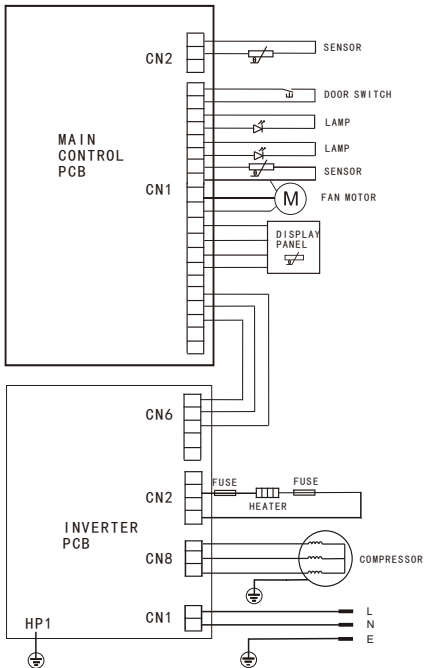 CN2
SENSOR
DOOR SWITCH
LAMP
MAIN
CONTROL
PCB
LAMP
SENSOR
CN1
M
FAN MOTOR
DISPLAY
PANEL
CN6
FUSE
FUSE
CN2
HEATER
INVERTER
PCB
CN8
COMPRESSOR
CN1
L
HP1
N
E